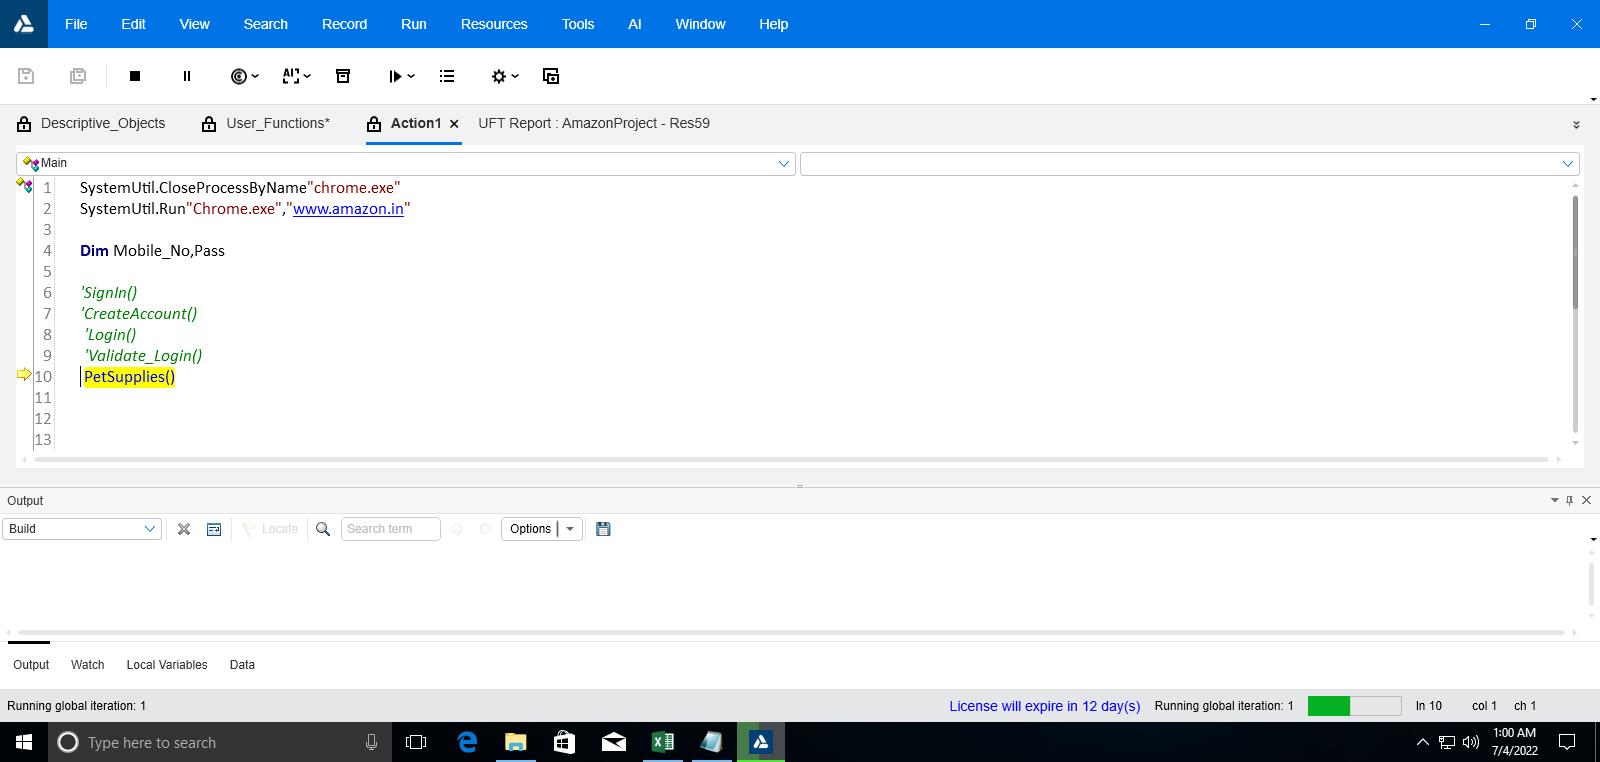 File Edit View Search Record Run Resources Tools AI Window Help
Descriptive_Objects User_Functions* Action1 UFT Report : AmazonProject - Res59
Main
1 SystemUtil.CloseProcessByName"chrome.exe"
2 SystemUtil.Run"Chrome.exe","www.amazon.in"
3
4 Dim Mobile_No,Pass
5
6 'SignIn()
7 'CreateAccount()
8 'Login()
9 'Validate_Login()
10 PetSupplies()
11
12
13
Output
Build Locate Search term Options
Output Watch Local Variables Data
Running global iteration: 1 License will expire in 12 day(s) Running global iteration: 1 ln 10 col 1 ch 1
Type here to search
1:00 AM
7/4/2022